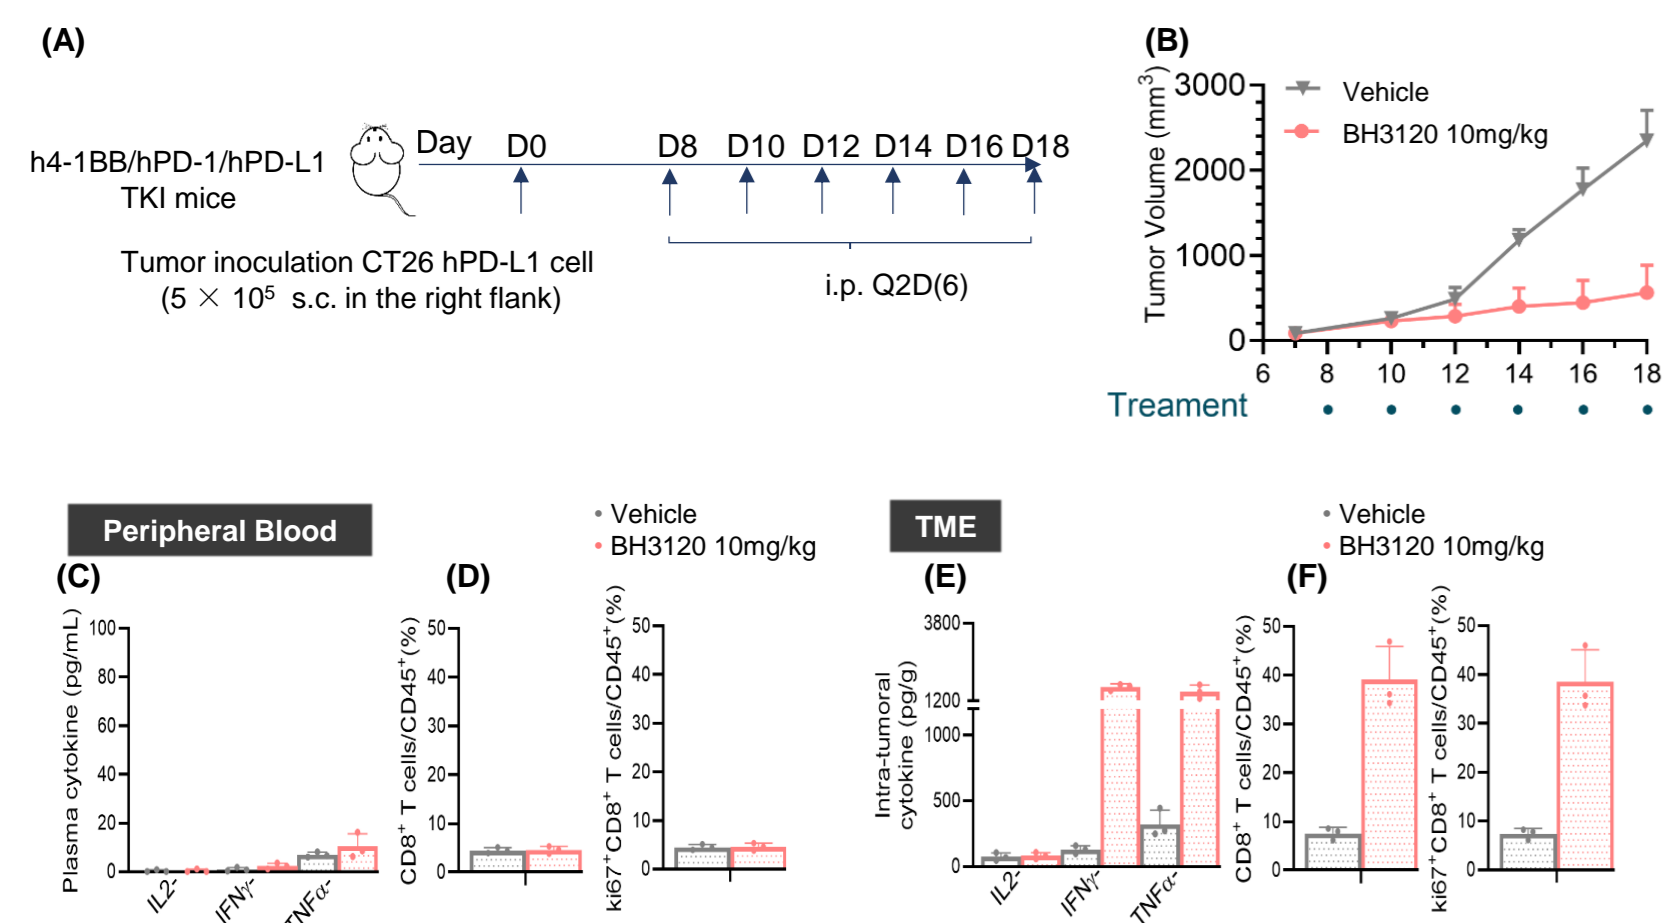 (A)
Day D0 D8 D10 D12 D14 D16 D18
h4-1BB/hPD-1/hPD-L1
TKI mice
Tumor inoculation CT26 hPD-L1 cell
(5 × 10⁵ s.c. in the right flank)
i.p. Q2D(6)
(B)
Tumor Volume (mm³)
3000
2000
1000
0
Vehicle
BH3120 10mg/kg
6 8 10 12 14 16 18
Treament
Peripheral Blood
Vehicle
BH3120 10mg/kg
(C)
Plasma cytokine (pg/mL)
100
80
60
40
20
0
IL2-
IFNγ-
TNFα-
(D)
CD8⁺ T cells/CD45⁺(%)
50
40
30
20
10
0
ki67⁺CD8⁺ T cells/CD45⁺(%)
50
40
30
20
10
0
TME
Vehicle
BH3120 10mg/kg
(E)
Intra-tumoral
cytokine (pg/g)
3800
1200
1000
500
0
IL2-
IFNγ-
TNFα-
(F)
CD8⁺ T cells/CD45⁺(%)
50
40
30
20
10
0
ki67⁺CD8⁺ T cells/CD45⁺(%)
50
40
30
20
10
0